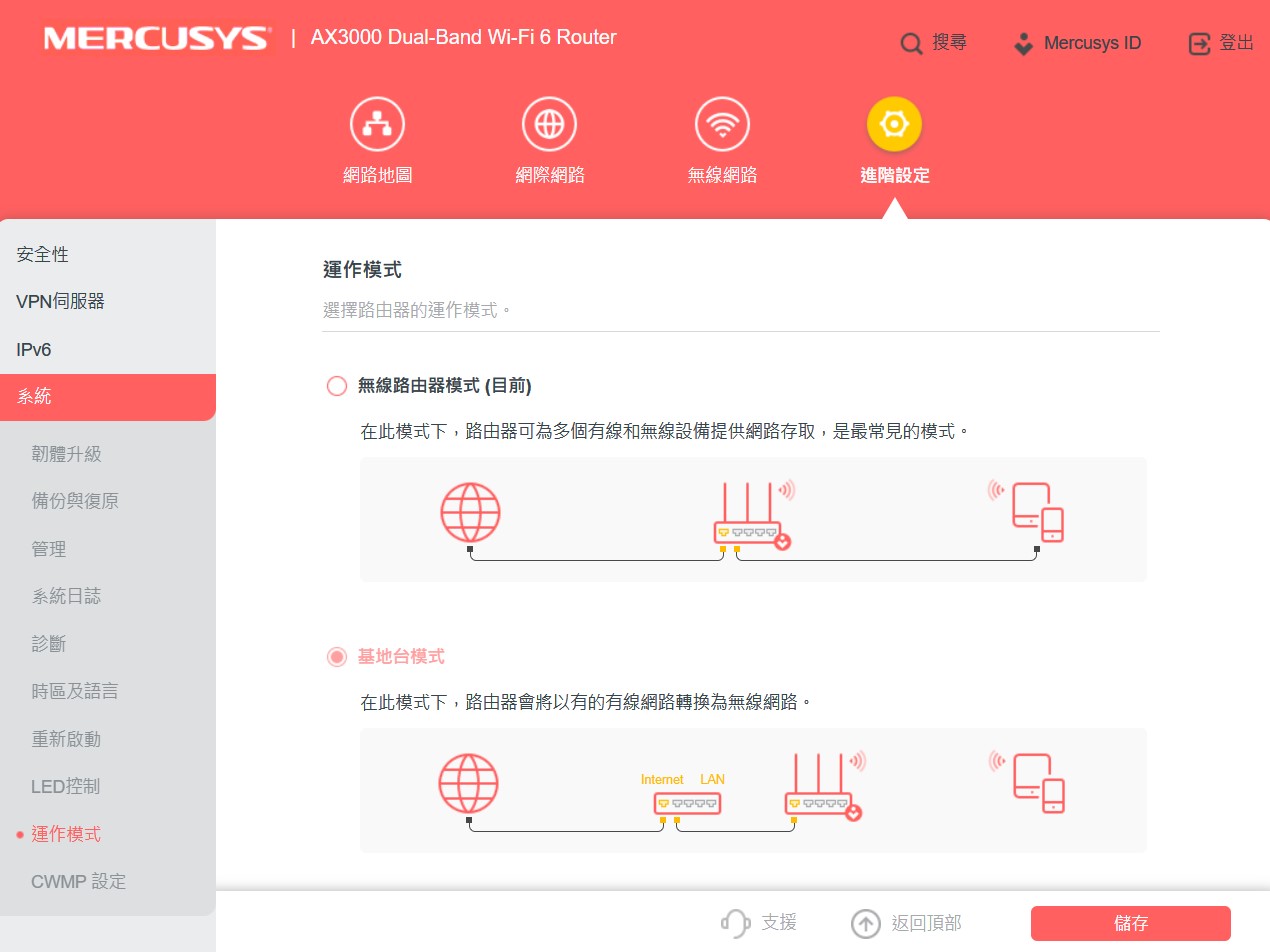 MERCUSYS | AX3000 Dual-Band Wi-Fi 6 Router
搜尋
Mercusys ID
登出
網路地圖
網際網路
無線網路
進階設定
安全性
VPN伺服器
IPv6
系統
韌體升級
備份與復原
管理
系統日誌
診斷
時區及語言
重新啟動
LED控制
運作模式
CWMP 設定
運作模式
選擇路由器的運作模式。
無線路由器模式 (目前)
在此模式下，路由器可為多個有線和無線設備提供網路存取，是最常見的模式。
基地台模式
在此模式下，路由器會將以有的有線網路轉換為無線網路。
Internet LAN
支援
返回頂部
儲存